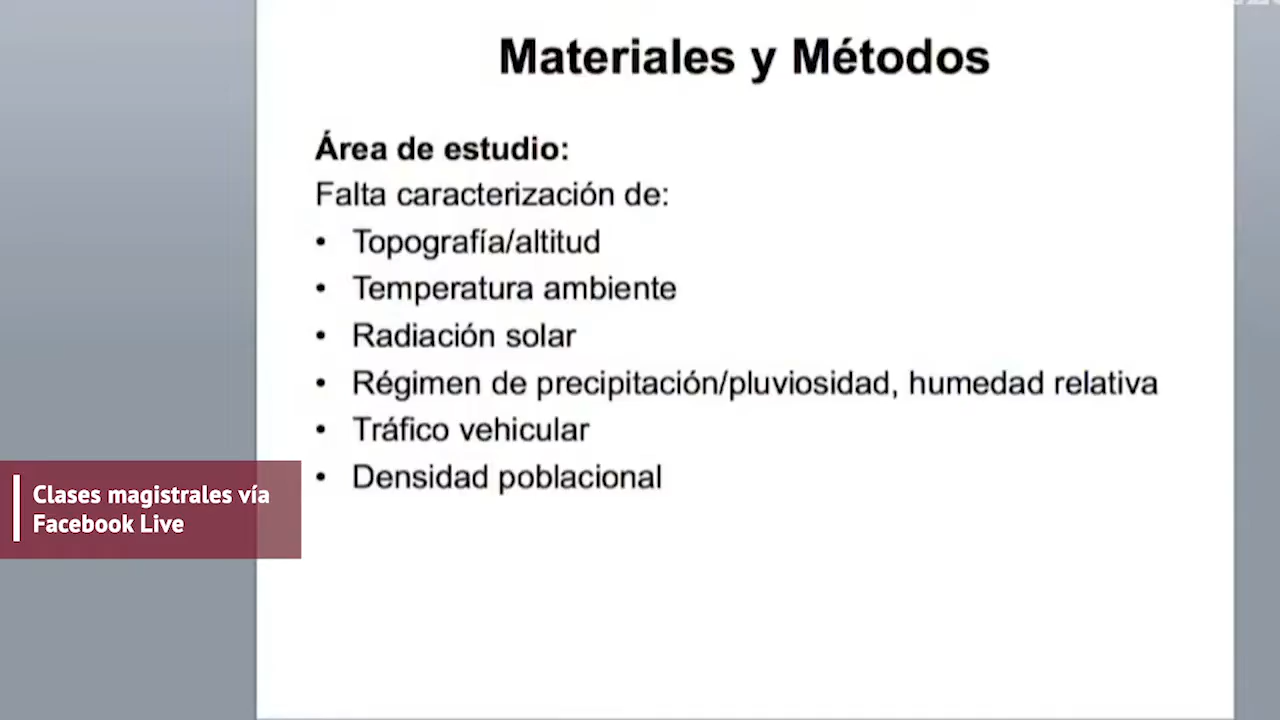 Materiales y Métodos
Área de estudio:
Falta caracterización de:
• Topografía/altitud
• Temperatura ambiente
• Radiación solar
• Régimen de precipitación/pluviosidad, humedad relativa
• Tráfico vehicular
• Densidad poblacional
Clases magistrales vía
Facebook Live